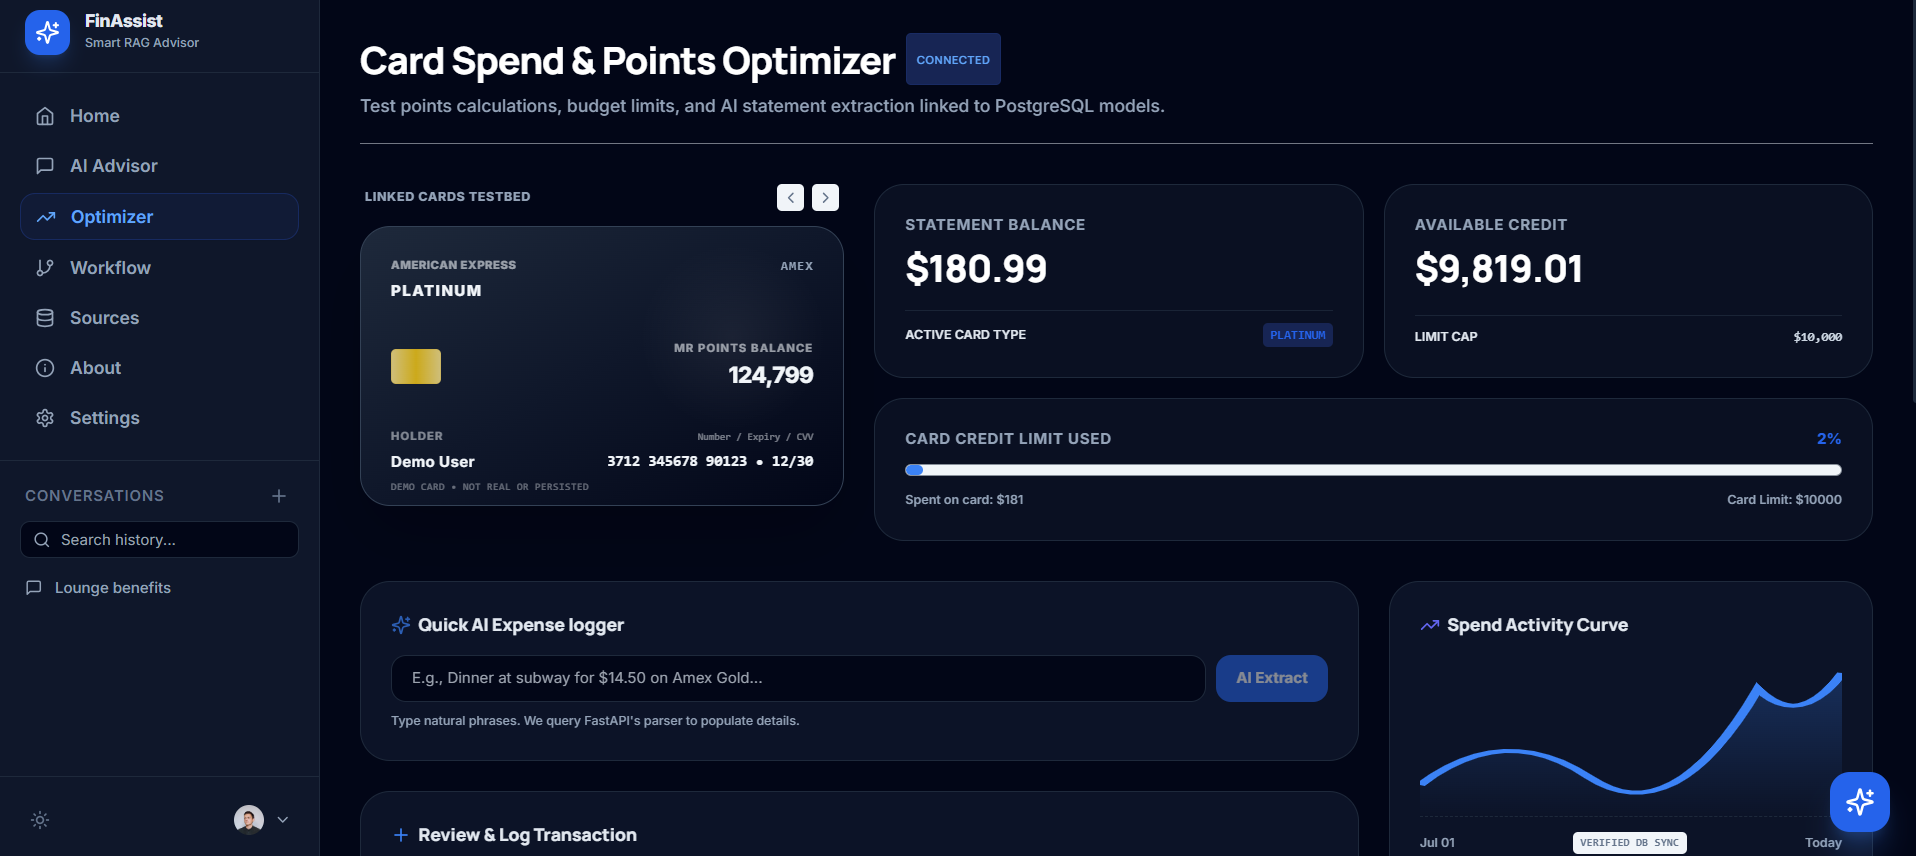 FinAssist
Smart RAG Advisor
Home
AI Advisor
Optimizer
Workflow
Sources
About
Settings
CONVERSATIONS
Search history...
Lounge benefits
Card Spend & Points Optimizer
CONNECTED
Test points calculations, budget limits, and AI statement extraction linked to PostgreSQL models.
LINKED CARDS TESTBED
AMERICAN EXPRESS
AMEX
PLATINUM
MR POINTS BALANCE
124,799
HOLDER
Number / Expiry / CVV
Demo User
3712 345678 90123 • 12/30
DEMO CARD • NOT REAL OR PERSISTED
STATEMENT BALANCE
$180.99
ACTIVE CARD TYPE
PLATINUM
AVAILABLE CREDIT
$9,819.01
LIMIT CAP
$10,000
CARD CREDIT LIMIT USED
2%
Spent on card: $181
Card Limit: $10000
Quick AI Expense logger
E.g., Dinner at subway for $14.50 on Amex Gold...
AI Extract
Type natural phrases. We query FastAPI's parser to populate details.
Review & Log Transaction
Spend Activity Curve
Jul 01
VERIFIED DB SYNC
Today